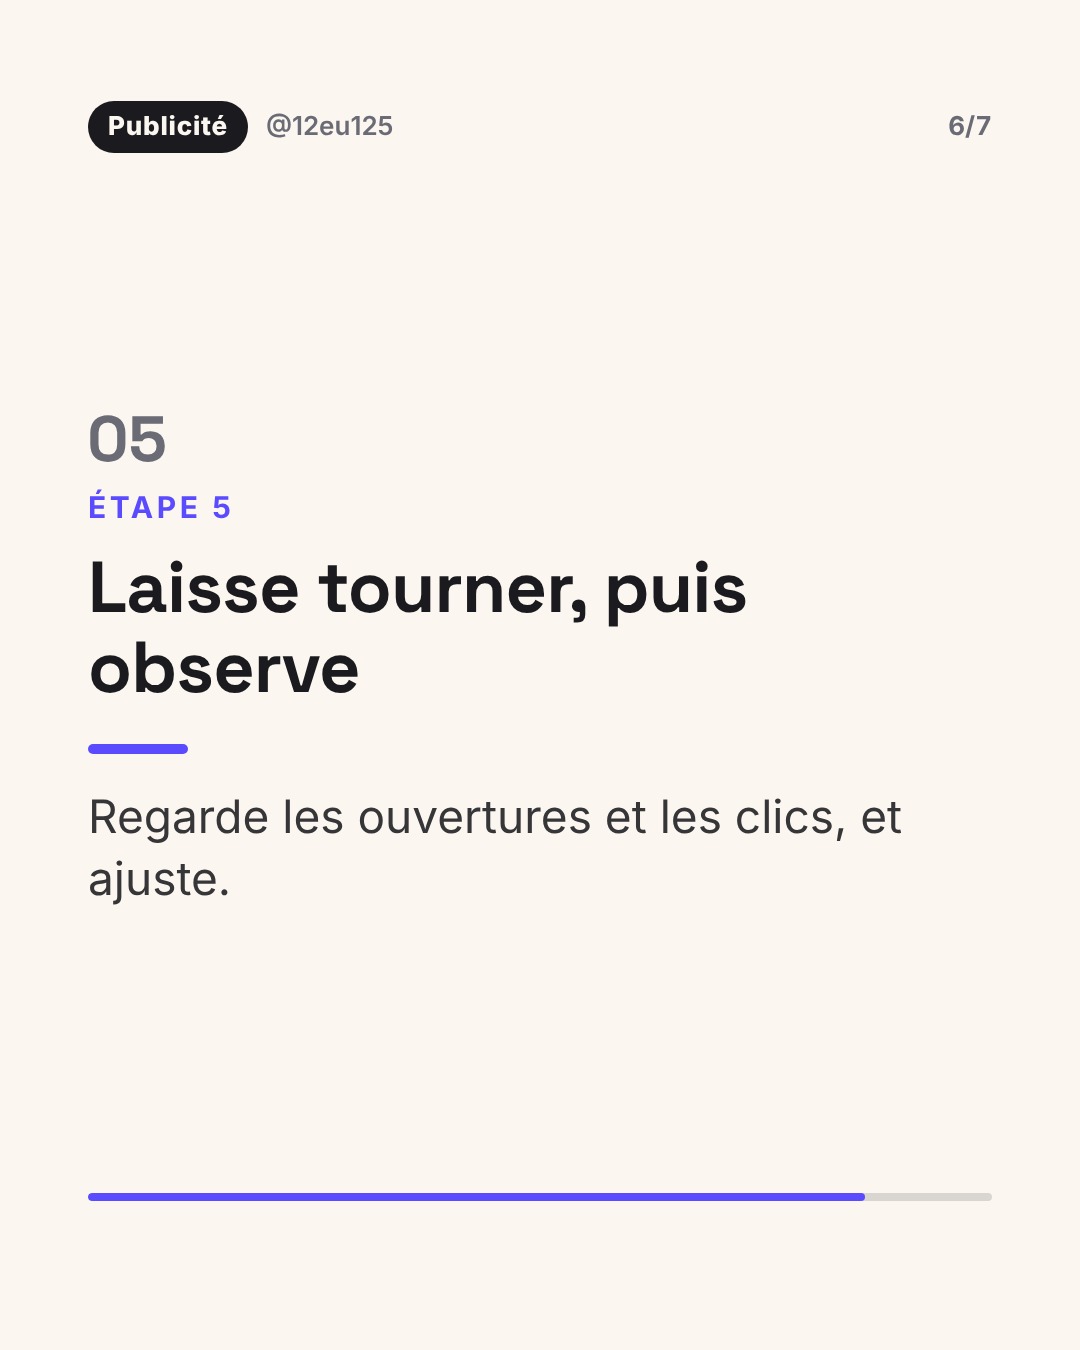 Publicité @12eu125 6/7
05
ÉTAPE 5
Laisse tourner, puis
observe
Regarde les ouvertures et les clics, et
ajuste.